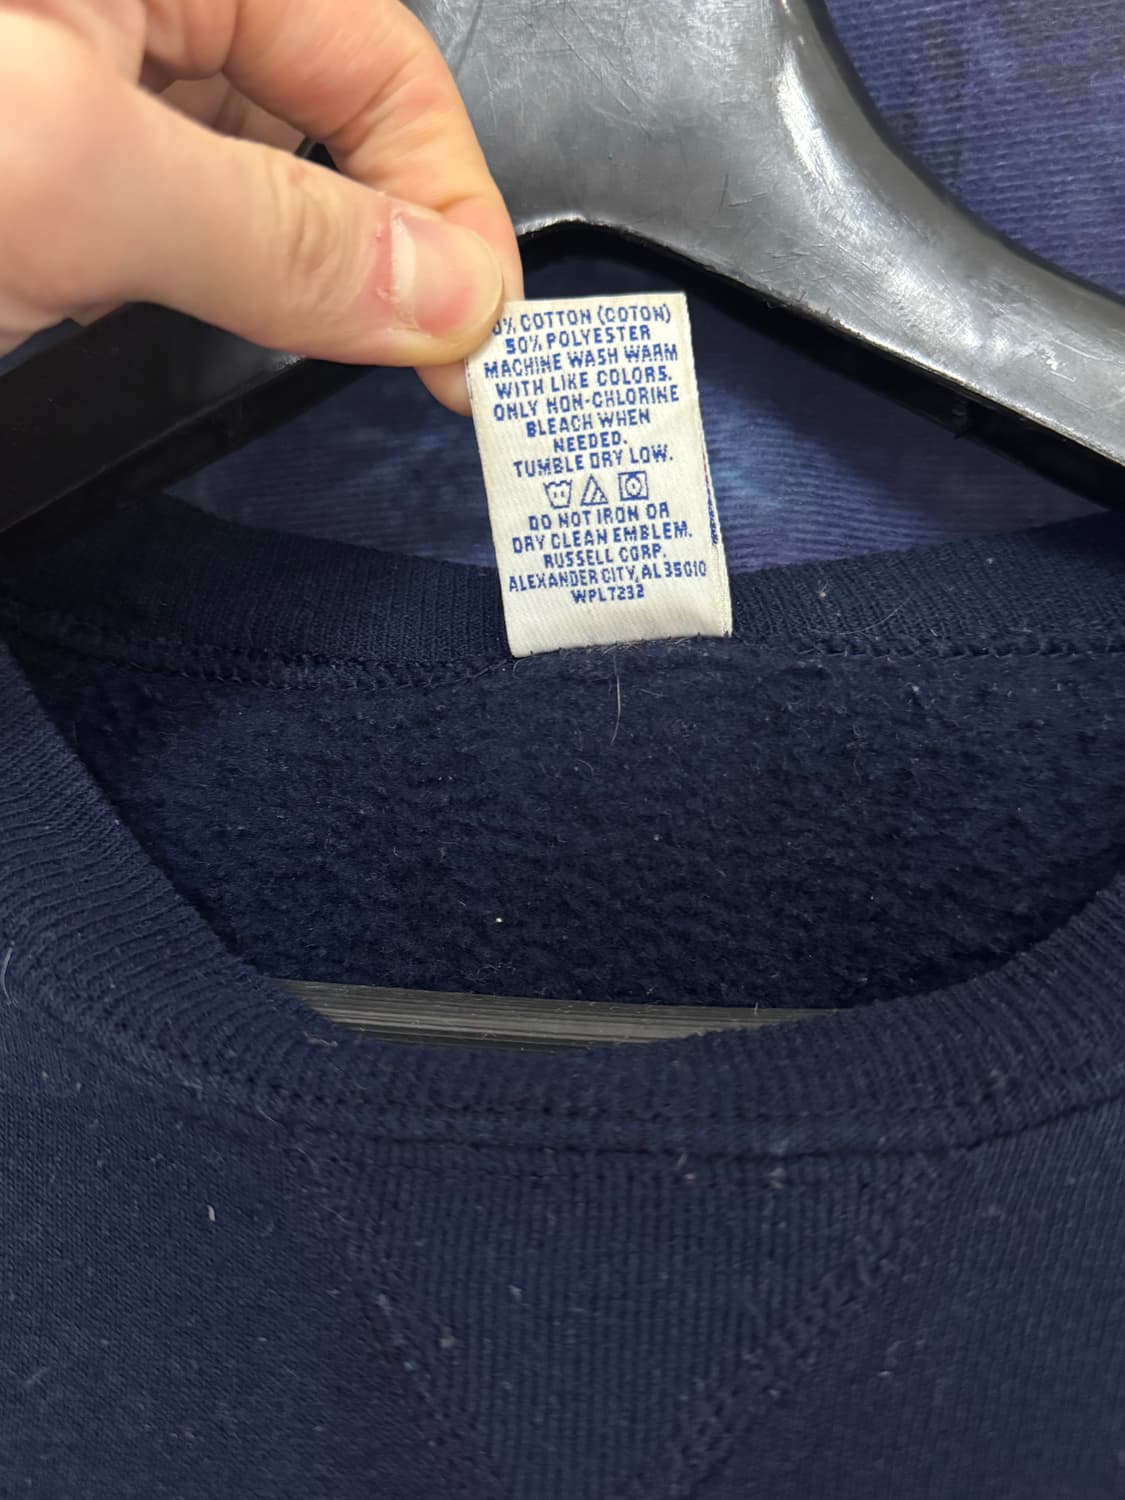 % COTTON (COTON)
50% POLYESTER
MACHINE WASH WARM
WITH LIKE COLORS.
ONLY NON-CHLORINE
BLEACH WHEN
NEEDED.
TUMBLE DRY LOW.
DO NOT IRON OR
DRY CLEAN EMBLEM.
RUSSELL CORP.
ALEXANDER CITY, AL 35010
WPL7232